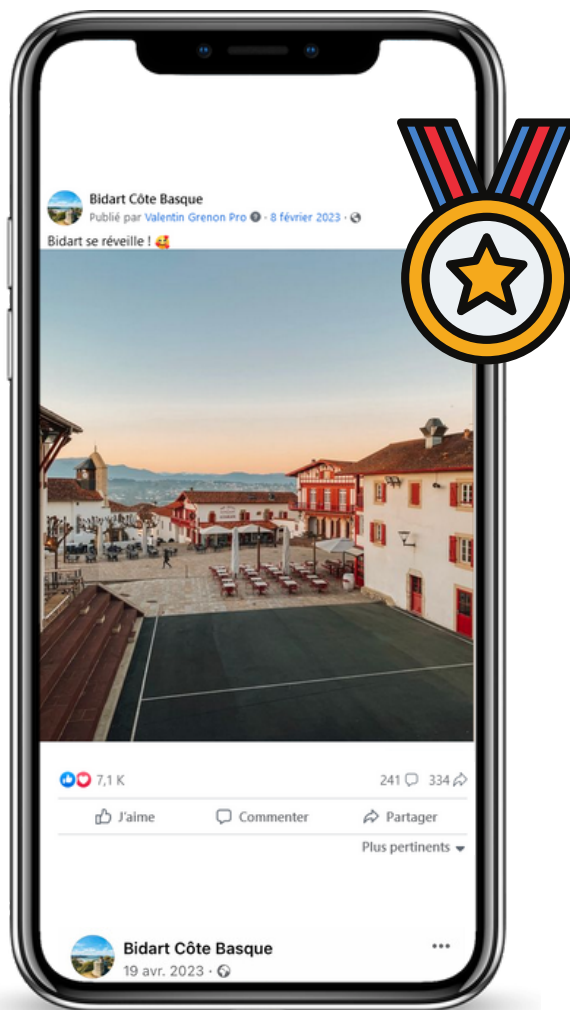 Bidart Côte Basque
Publié par Valentin Grenon Pro · 8 février 2023 ·
Bidart se réveille ! 🥰
7,1 K
241 334
J'aime Commenter Partager
Plus pertinents
Bidart Côte Basque
19 avr. 2023 ·